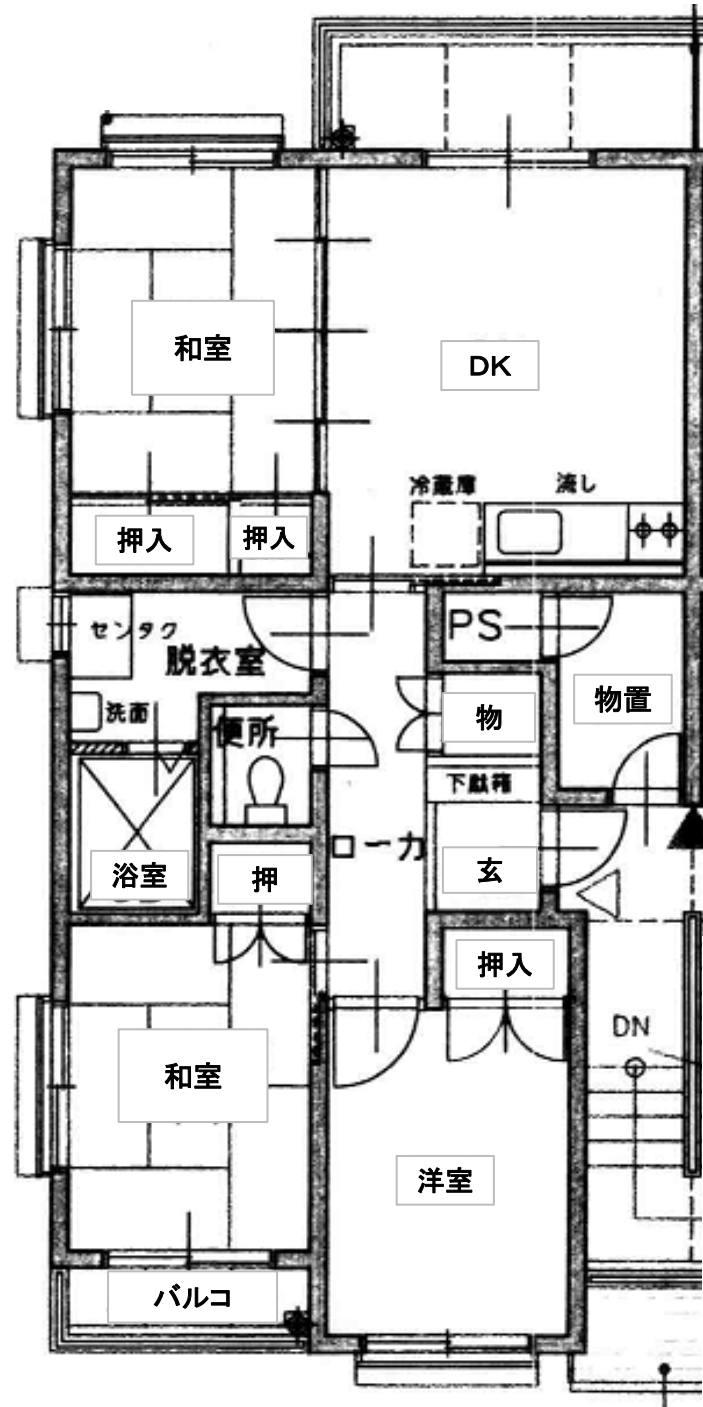 和室
DK
冷蔵庫
流し
押入
押入
センタク
脱衣室
PS
洗面
便所
物
物置
下駄箱
ローカ
浴室
押
玄
押入
DN
和室
洋室
バルコ